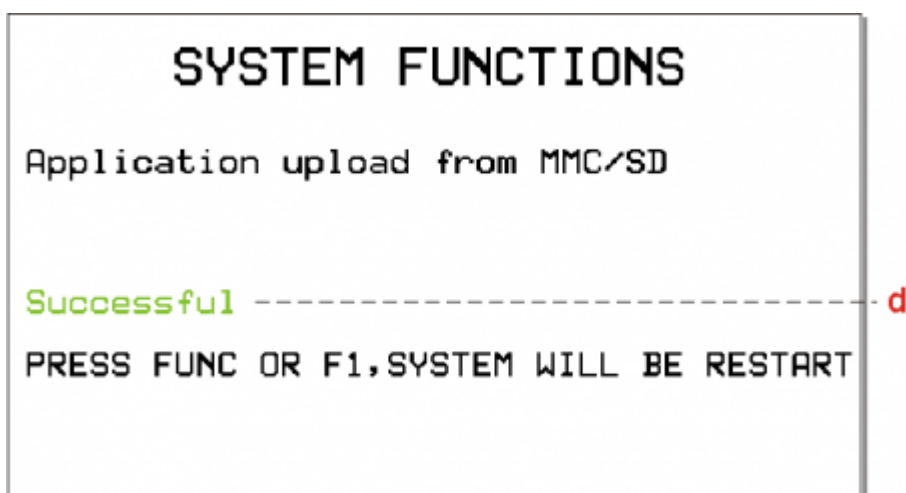 SYSTEM FUNCTIONS
Application upload from MMC/SD
Successful
d
PRESS FUNC OR F1,SYSTEM WILL BE RESTART